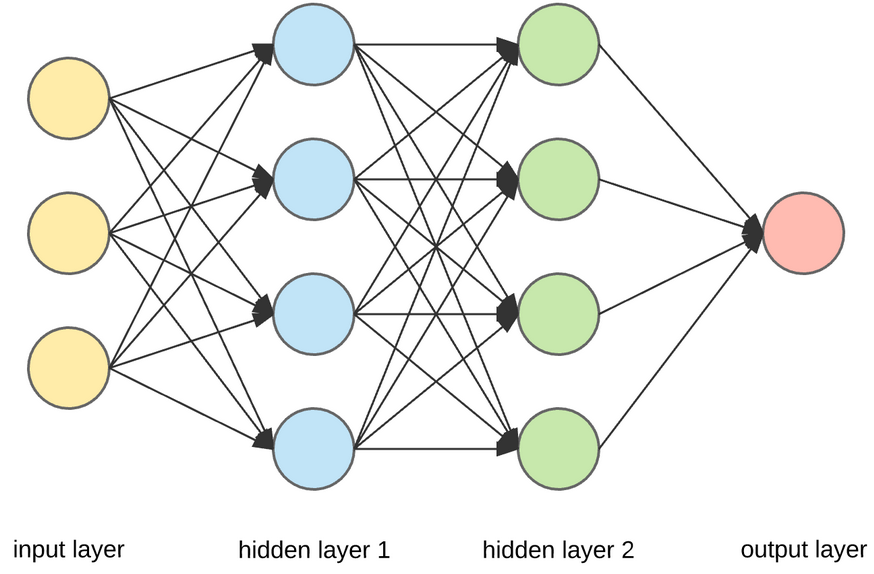 input layer
hidden layer 1
hidden layer 2
output layer